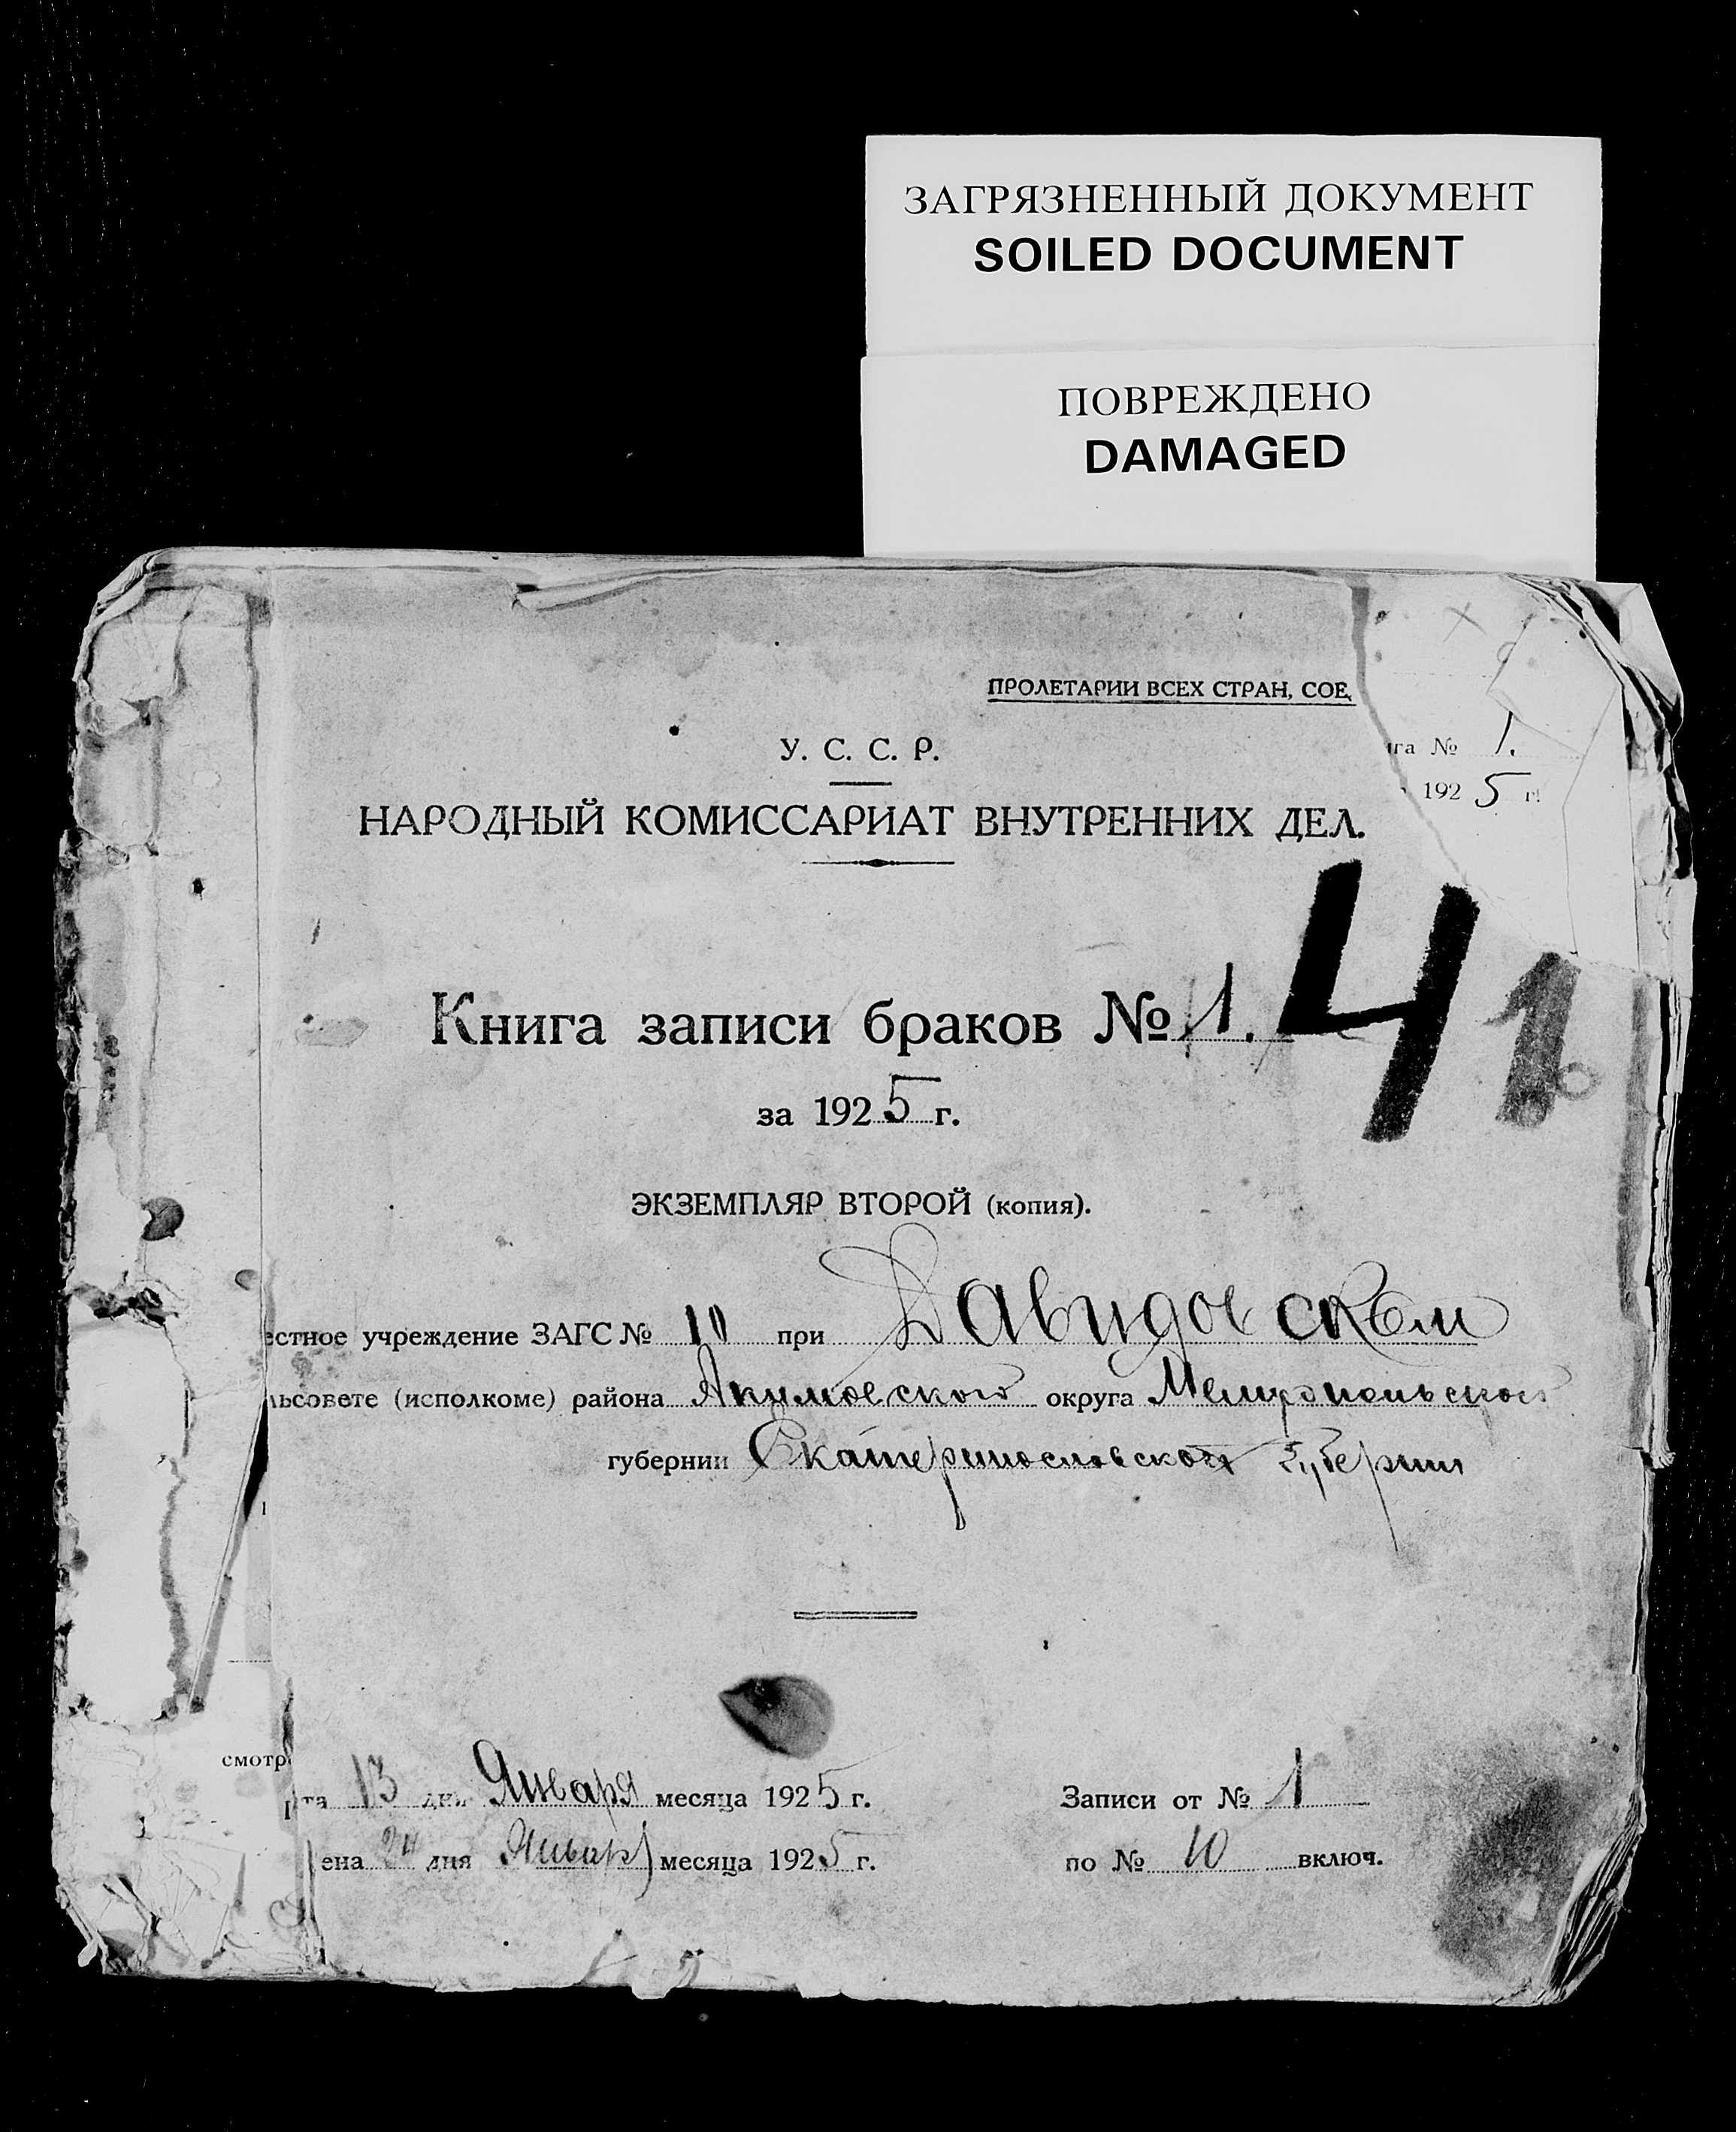 ЗАГРЯЗНЕННЫЙ ДОКУМЕНТ
SOILED DOCUMENT
ПОВРЕЖДЕНО
DAMAGED
ПРОЛЕТАРИИ ВСЕХ СТРАН, СОЕ
У. С. С. Р.
га № 1.
192 5 г.
НАРОДНЫЙ КОМИССАРИАТ ВНУТРЕННИХ ДЕЛ.
41
Книга записи браков № 1.
за 1925 г.
ЭКЗЕМПЛЯР ВТОРОЙ (копия).
естное учреждение ЗАГС № 10 при Давидовском
льсовете (исполкоме) района Акимовского округа Мелитопольского
губернии Екатеринославской губернии
смотр
та 13 дня Января месяца 1925 г.
Записи от № 1
ена 24 дня Января месяца 1925 г.
по № 10 включ.